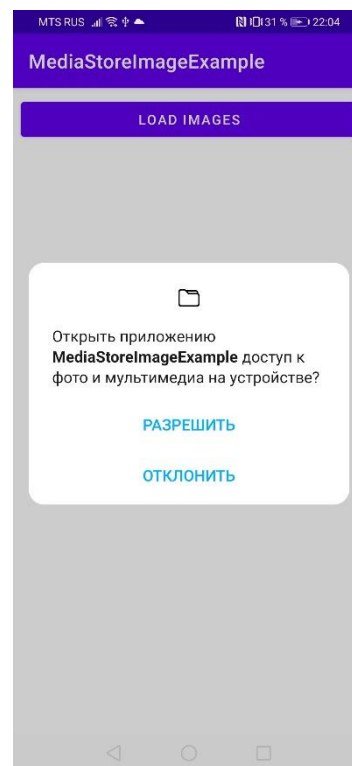 MTS RUS 31 % 22:04
MediaStoreImageExample
LOAD IMAGES
Открыть приложению
MediaStoreImageExample доступ к
фото и мультимедиа на устройстве?
РАЗРЕШИТЬ
ОТКЛОНИТЬ